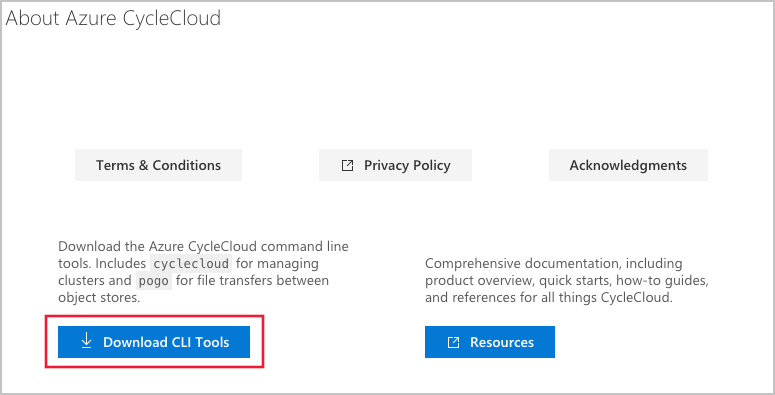 About Azure CycleCloud
Terms & Conditions
Privacy Policy
Acknowledgments
Download the Azure CycleCloud command line
tools. Includes cyclecloud for managing
clusters and pogo for file transfers between
object stores.
Download CLI Tools
Comprehensive documentation, including
product overview, quick starts, how-to guides,
and references for all things CycleCloud.
Resources